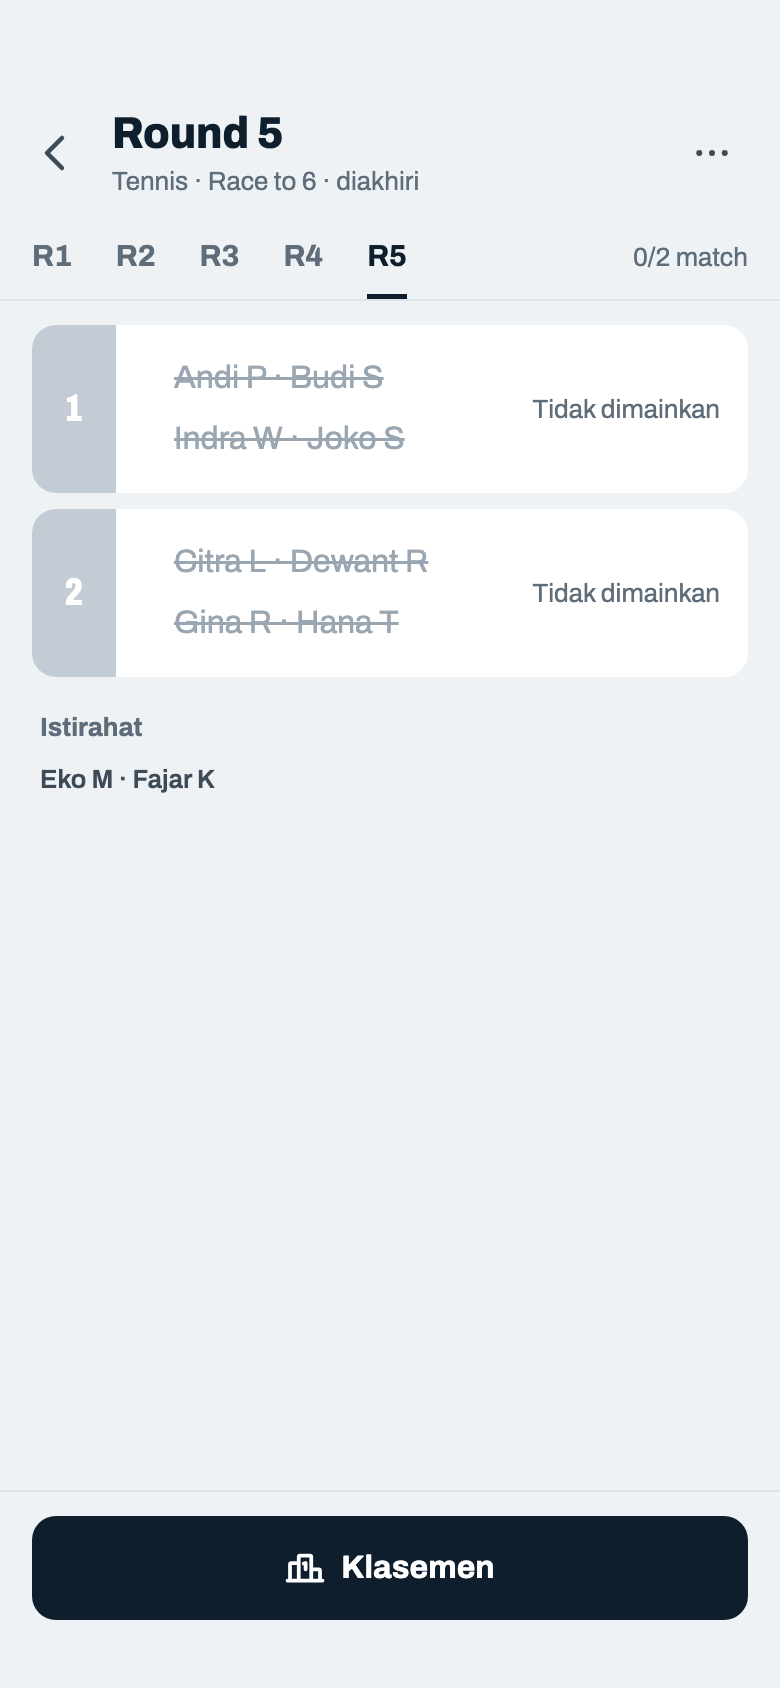 Round 5
Tennis · Race to 6 · diakhiri
R1 R2 R3 R4 R5 0/2 match
1
Andi P · Budi S
Indra W · Joko S
Tidak dimainkan
2
Citra L · Dewant R
Gina R · Hana T
Tidak dimainkan
Istirahat
Eko M · Fajar K
Klasemen